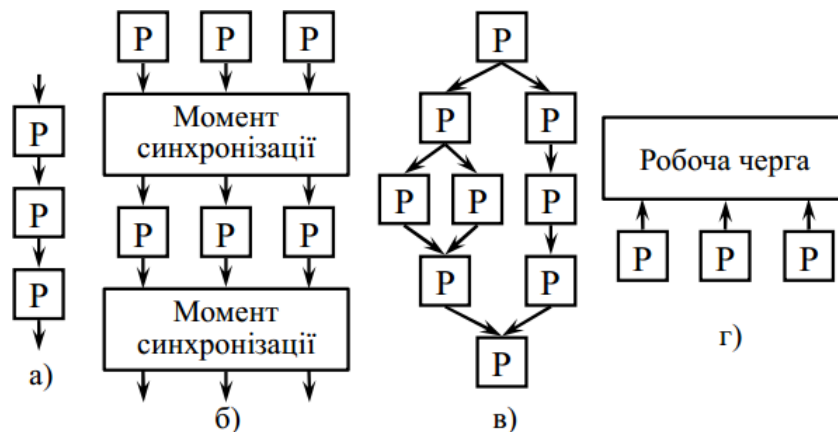 Р Р Р
Момент
синхронізації
Р Р Р
Момент
синхронізації
Р
Р
Р
а)
б)
Р
Р Р
Р Р Р
Р Р
Р
в)
Робоча черга
Р Р Р
г)